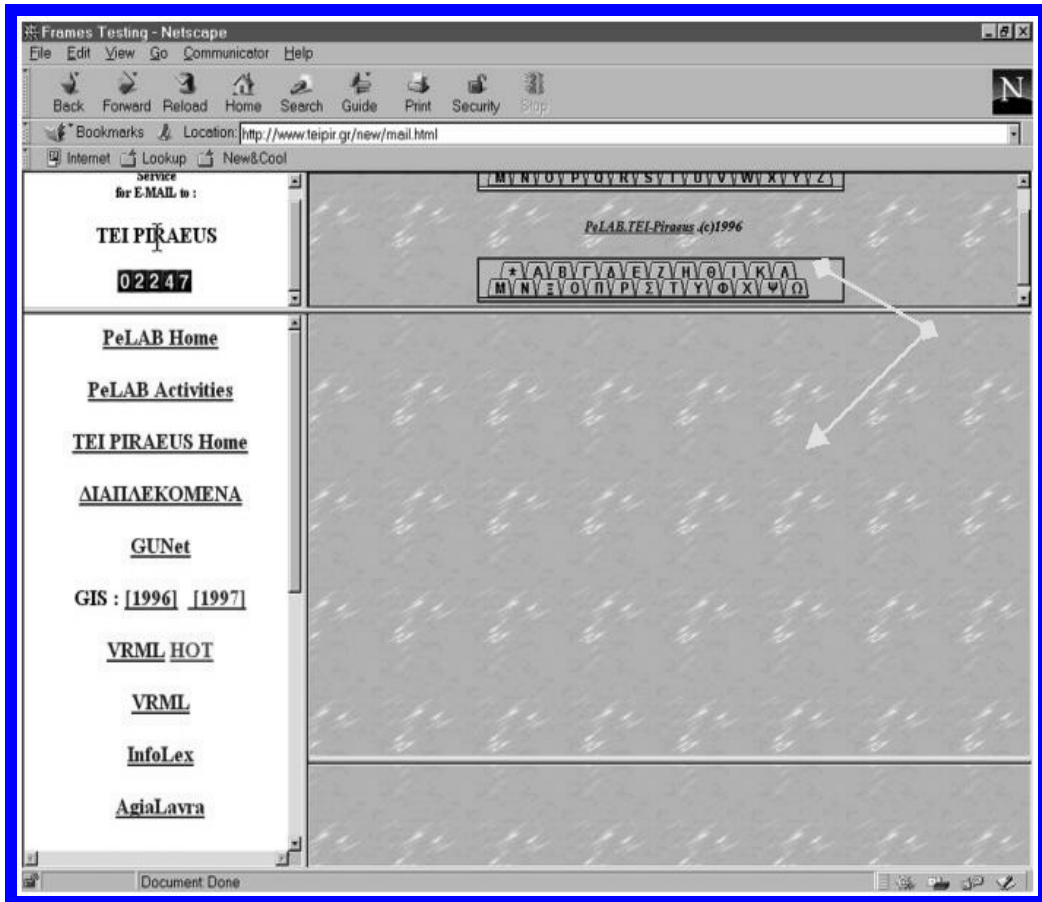 Frames Testing - Netscape
File Edit View Go Communicator Help
Back Forward Reload Home Search Guide Print Security Stop
N
Bookmarks Location: http://www.teipir.gr/new/mail.html
Internet Lookup New&Cool
Service
for E-MAIL to :
TEI PIRAEUS
02247
M N O P Q R S T U V W X Y Z
PeLAB.TEI-Piraeus .(c)1996
* Α Β Γ Δ Ε Ζ Η Θ Ι Κ Λ
Μ Ν Ξ Ο Π Ρ Σ Τ Υ Φ Χ Ψ Ω
PeLAB Home
PeLAB Activities
TEI PIRAEUS Home
ΔΙΑΠΛΕΚΟΜΕΝΑ
GUNet
GIS : [1996] [1997]
VRML HOT
VRML
InfoLex
AgiaLavra
Document Done